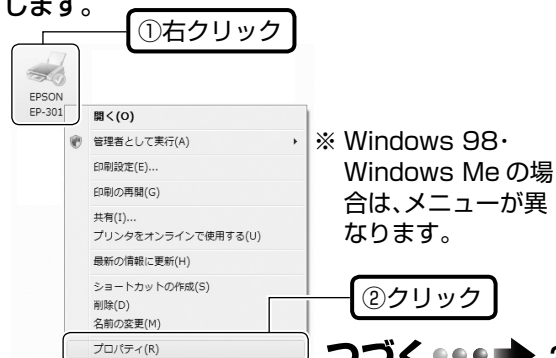 します。
①右クリック
EPSON
EP-301
開く(O)
管理者として実行(A)
印刷設定(E)...
印刷の再開(G)
共有(I)...
プリンタをオンラインで使用する(U)
最新の情報に更新(H)
ショートカットの作成(S)
削除(D)
名前の変更(M)
プロパティ(R)
※ Windows 98・
Windows Me の場
合は、メニューが異
なります。
②クリック
つづく